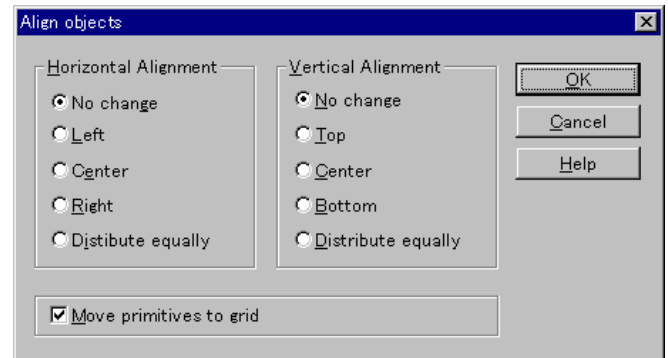 Align objects
Horizontal Alignment
No change
Left
Center
Right
Distibute equally
Vertical Alignment
No change
Top
Center
Bottom
Distribute equally
Move primitives to grid
OK
Cancel
Help